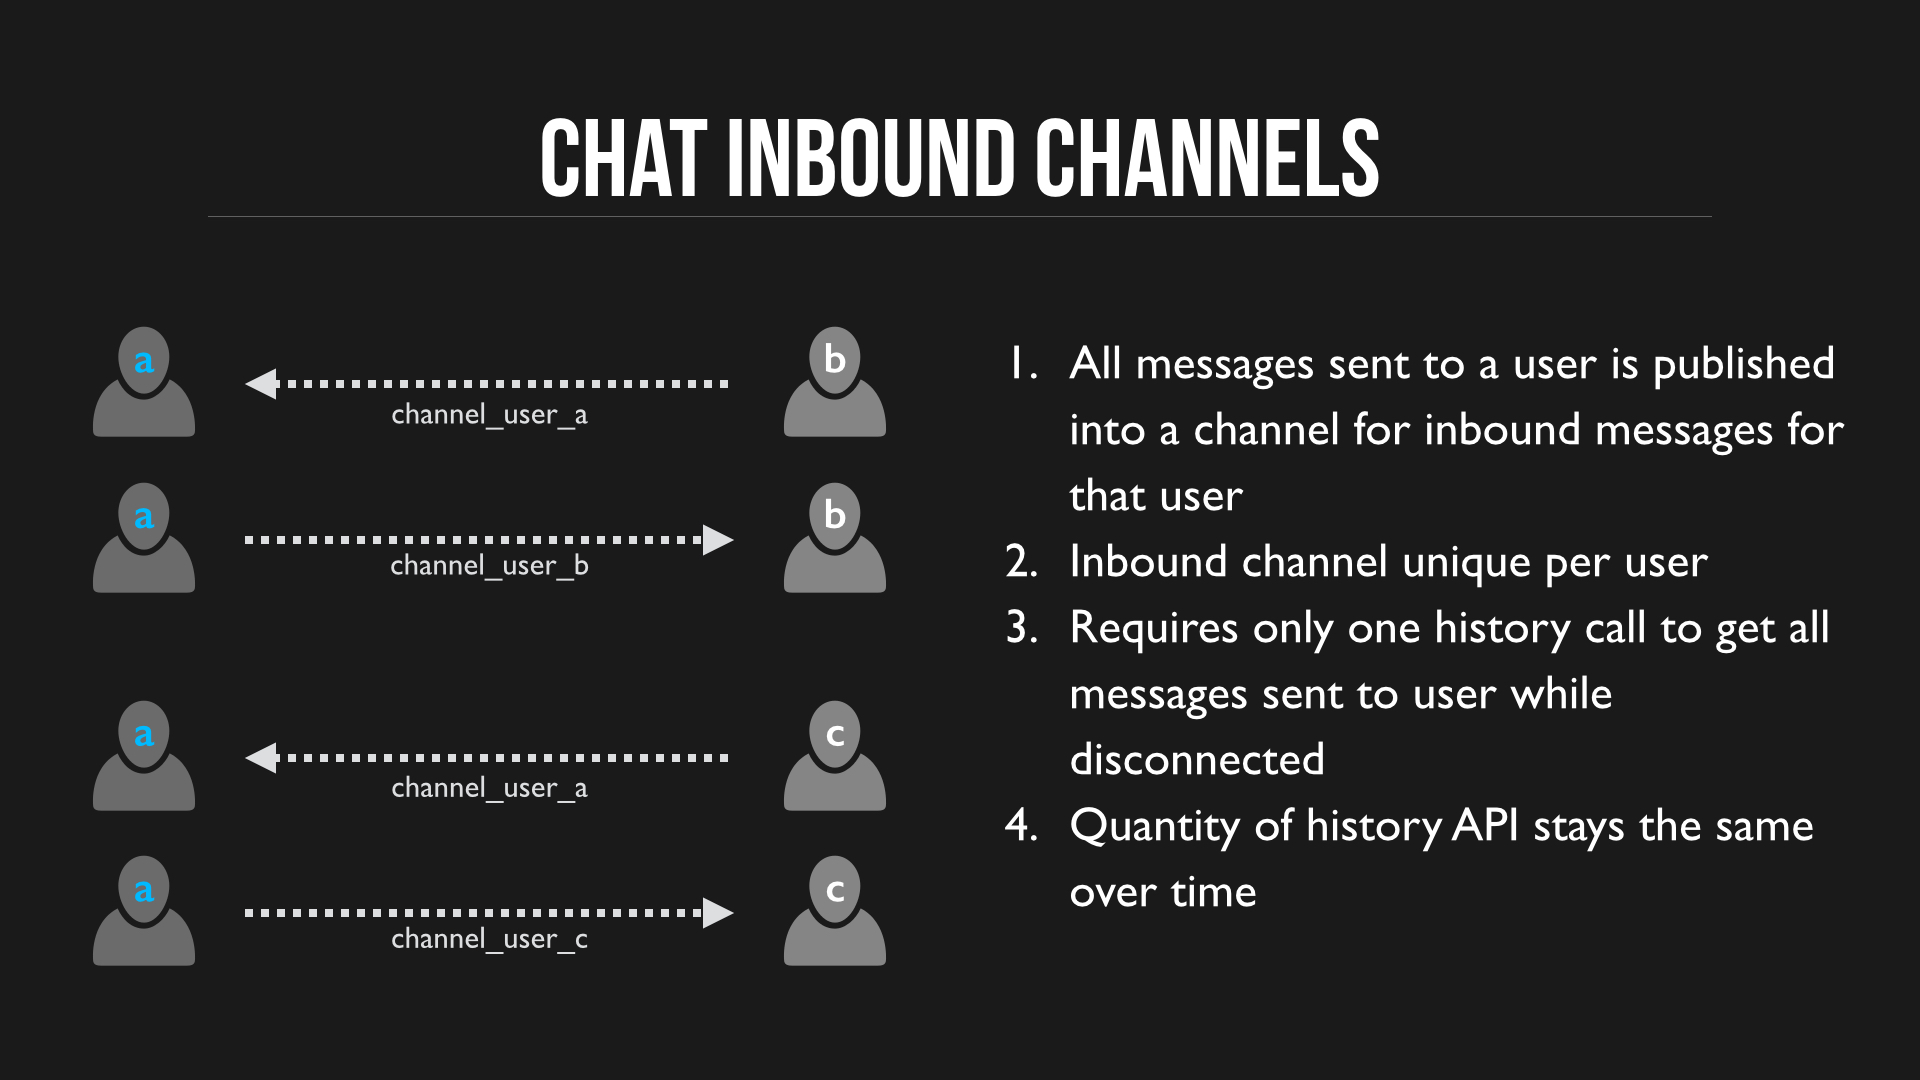 CHAT INBOUND CHANNELS
a
b
channel_user_a
a
b
channel_user_b
a
c
channel_user_a
a
c
channel_user_c
1. All messages sent to a user is published
into a channel for inbound messages for
that user
2. Inbound channel unique per user
3. Requires only one history call to get all
messages sent to user while
disconnected
4. Quantity of history API stays the same
over time